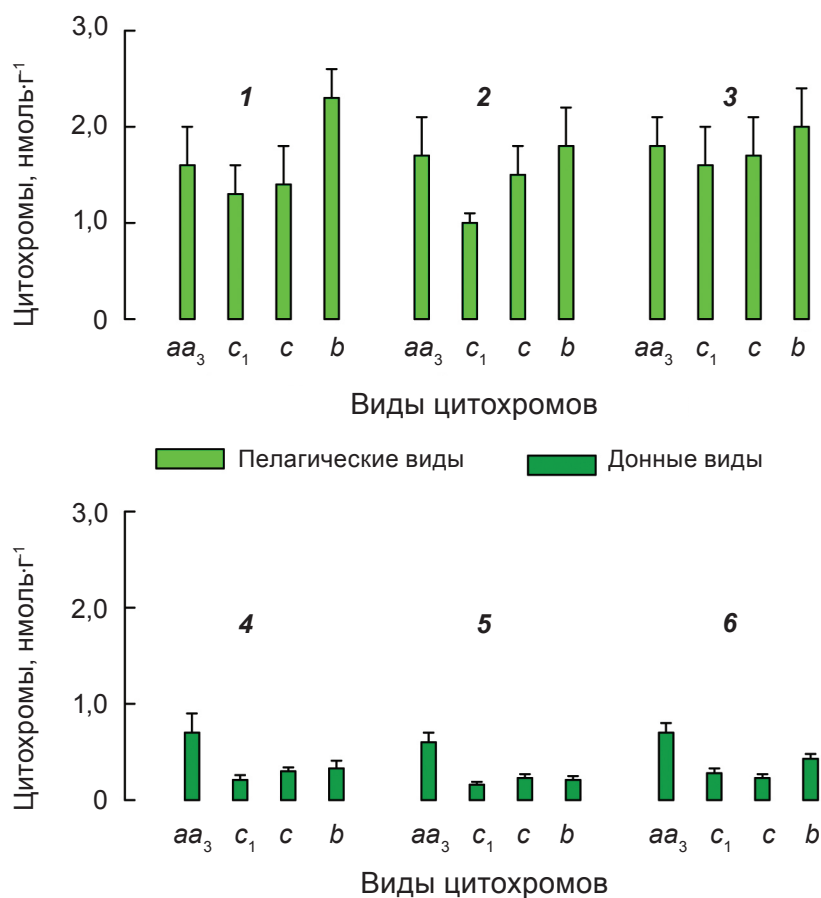 Цитохромы, нмоль·г⁻¹
3,0
2,0
1,0
0
1 2 3
aa₃ c₁ c b aa₃ c₁ c b aa₃ c₁ c b
Виды цитохромов
Пелагические виды Донные виды
Цитохромы, нмоль·г⁻¹
3,0
2,0
1,0
0
4 5 6
aa₃ c₁ c b aa₃ c₁ c b aa₃ c₁ c b
Виды цитохромов